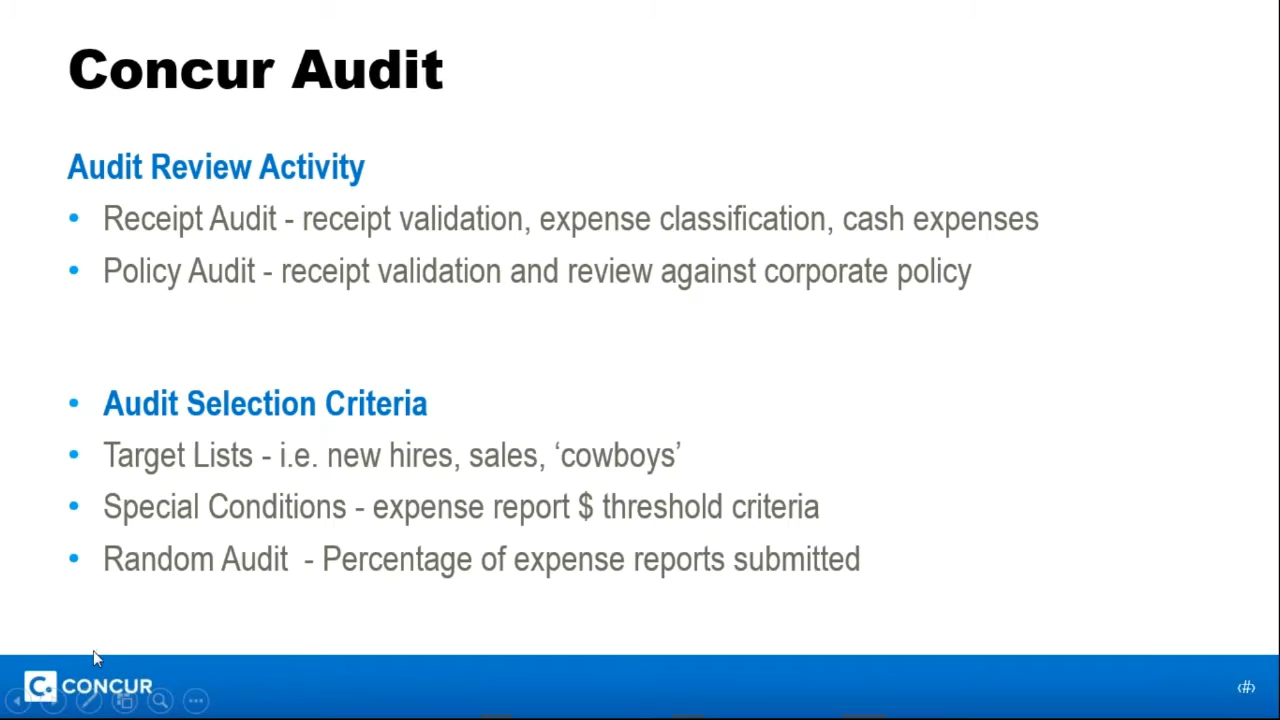 Concur Audit
Audit Review Activity
• Receipt Audit - receipt validation, expense classification, cash expenses
• Policy Audit - receipt validation and review against corporate policy
• Audit Selection Criteria
• Target Lists - i.e. new hires, sales, ‘cowboys’
• Special Conditions - expense report $ threshold criteria
• Random Audit - Percentage of expense reports submitted
C. CONCUR
‹#›